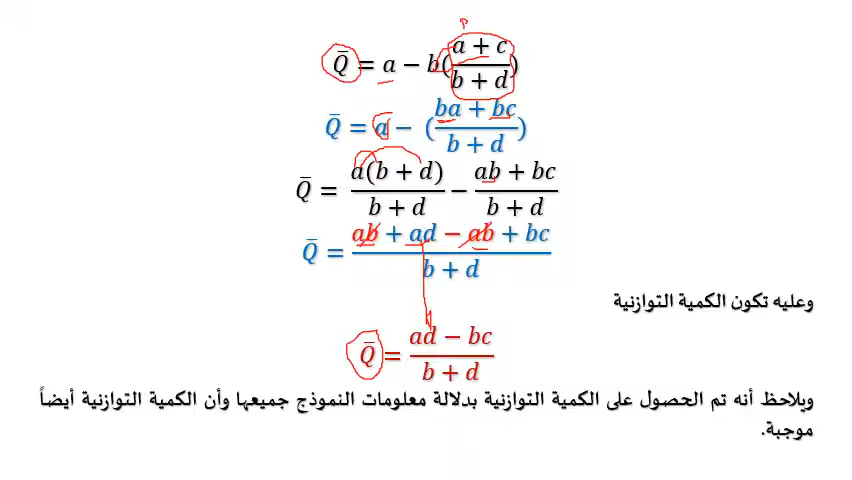 Q̄ = a − b(a + c / b + d)
Q̄ = a − (ba + bc / b + d)
Q̄ = a(b + d) / b + d − ab + bc / b + d
Q̄ = ab + ad − ab + bc / b + d
وعليه تكون الكمية التوازنية
Q̄ = ad − bc / b + d
ويلاحظ أنه تم الحصول على الكمية التوازنية بدلالة معلومات النموذج جميعها وأن الكمية التوازنية أيضاً
موجبة.